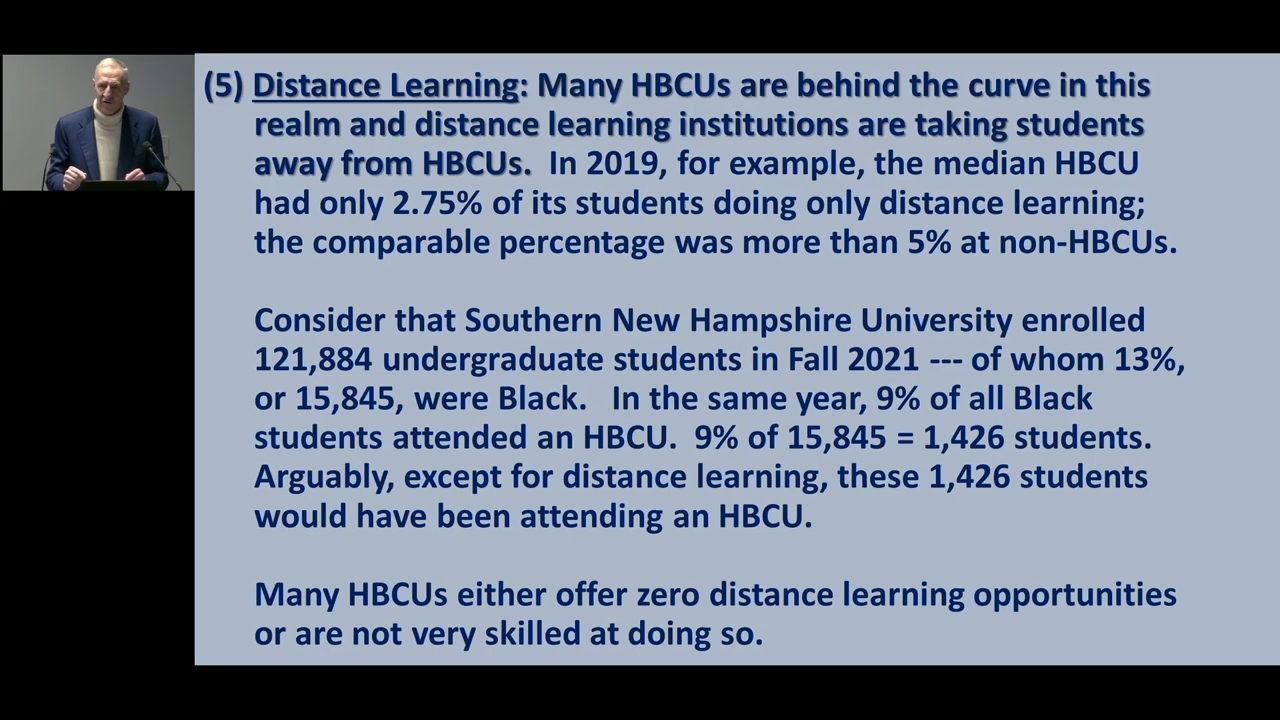 (5) Distance Learning: Many HBCUs are behind the curve in this
realm and distance learning institutions are taking students
away from HBCUs. In 2019, for example, the median HBCU
had only 2.75% of its students doing only distance learning;
the comparable percentage was more than 5% at non-HBCUs.
Consider that Southern New Hampshire University enrolled
121,884 undergraduate students in Fall 2021 --- of whom 13%,
or 15,845, were Black. In the same year, 9% of all Black
students attended an HBCU. 9% of 15,845 = 1,426 students.
Arguably, except for distance learning, these 1,426 students
would have been attending an HBCU.
Many HBCUs either offer zero distance learning opportunities
or are not very skilled at doing so.